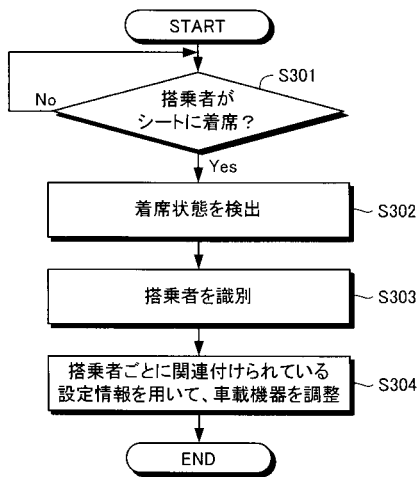 START
S301
No
搭乗者が
シートに着席？
Yes
着席状態を検出
S302
搭乗者を識別
S303
搭乗者ごとに関連付けられている
設定情報を用いて、車載機器を調整
S304
END